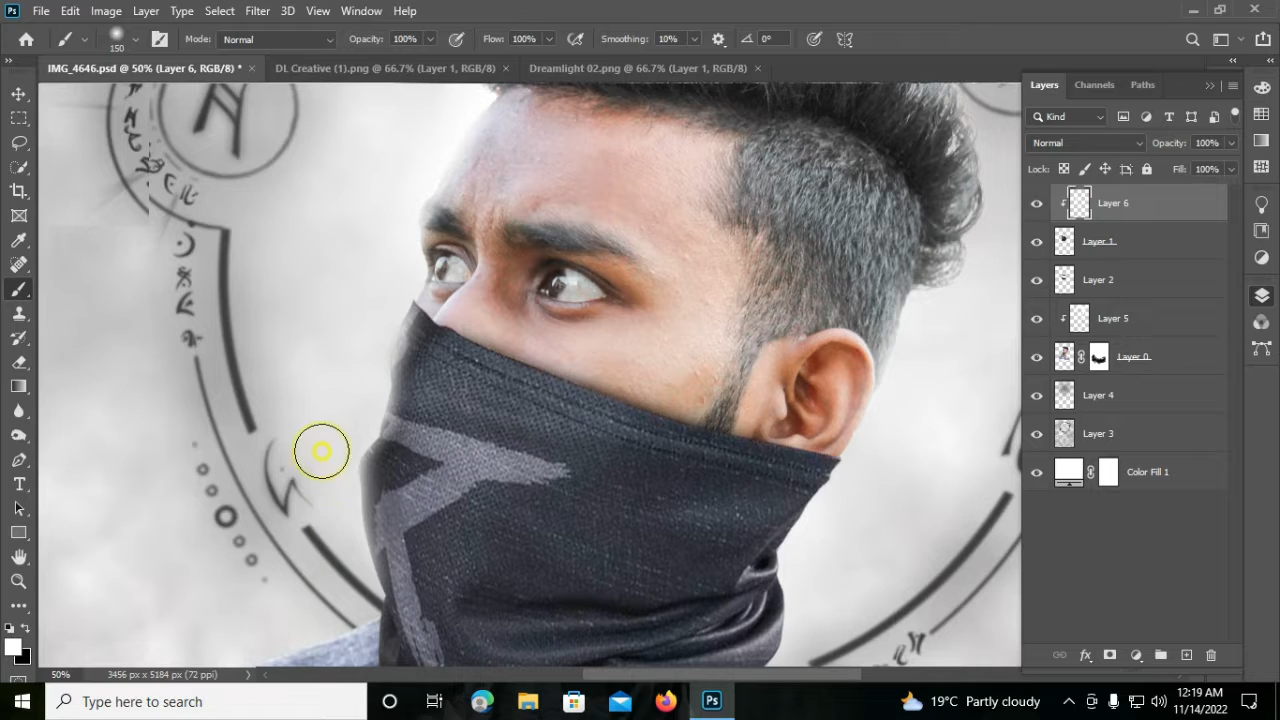 Ps File Edit Image Layer Type Select Filter 3D View Window Help
150 Mode: Normal Opacity: 100% Flow: 100% Smoothing: 10% 0°
IMG_4646.psd @ 50% (Layer 6, RGB/8) * × DL Creative (1).png @ 66.7% (Layer 1, RGB/8) × Dreamlight 02.png @ 66.7% (Layer 1, RGB/8) ×
Layers Channels Paths
Kind
Normal Opacity: 100%
Lock: Fill: 100%
Layer 6
Layer 1
Layer 2
Layer 5
Layer 0
Layer 4
Layer 3
Color Fill 1
fx
50% 3456 px x 5184 px (72 ppi)
Type here to search
Ps
19°C Partly cloudy
12:19 AM
11/14/2022